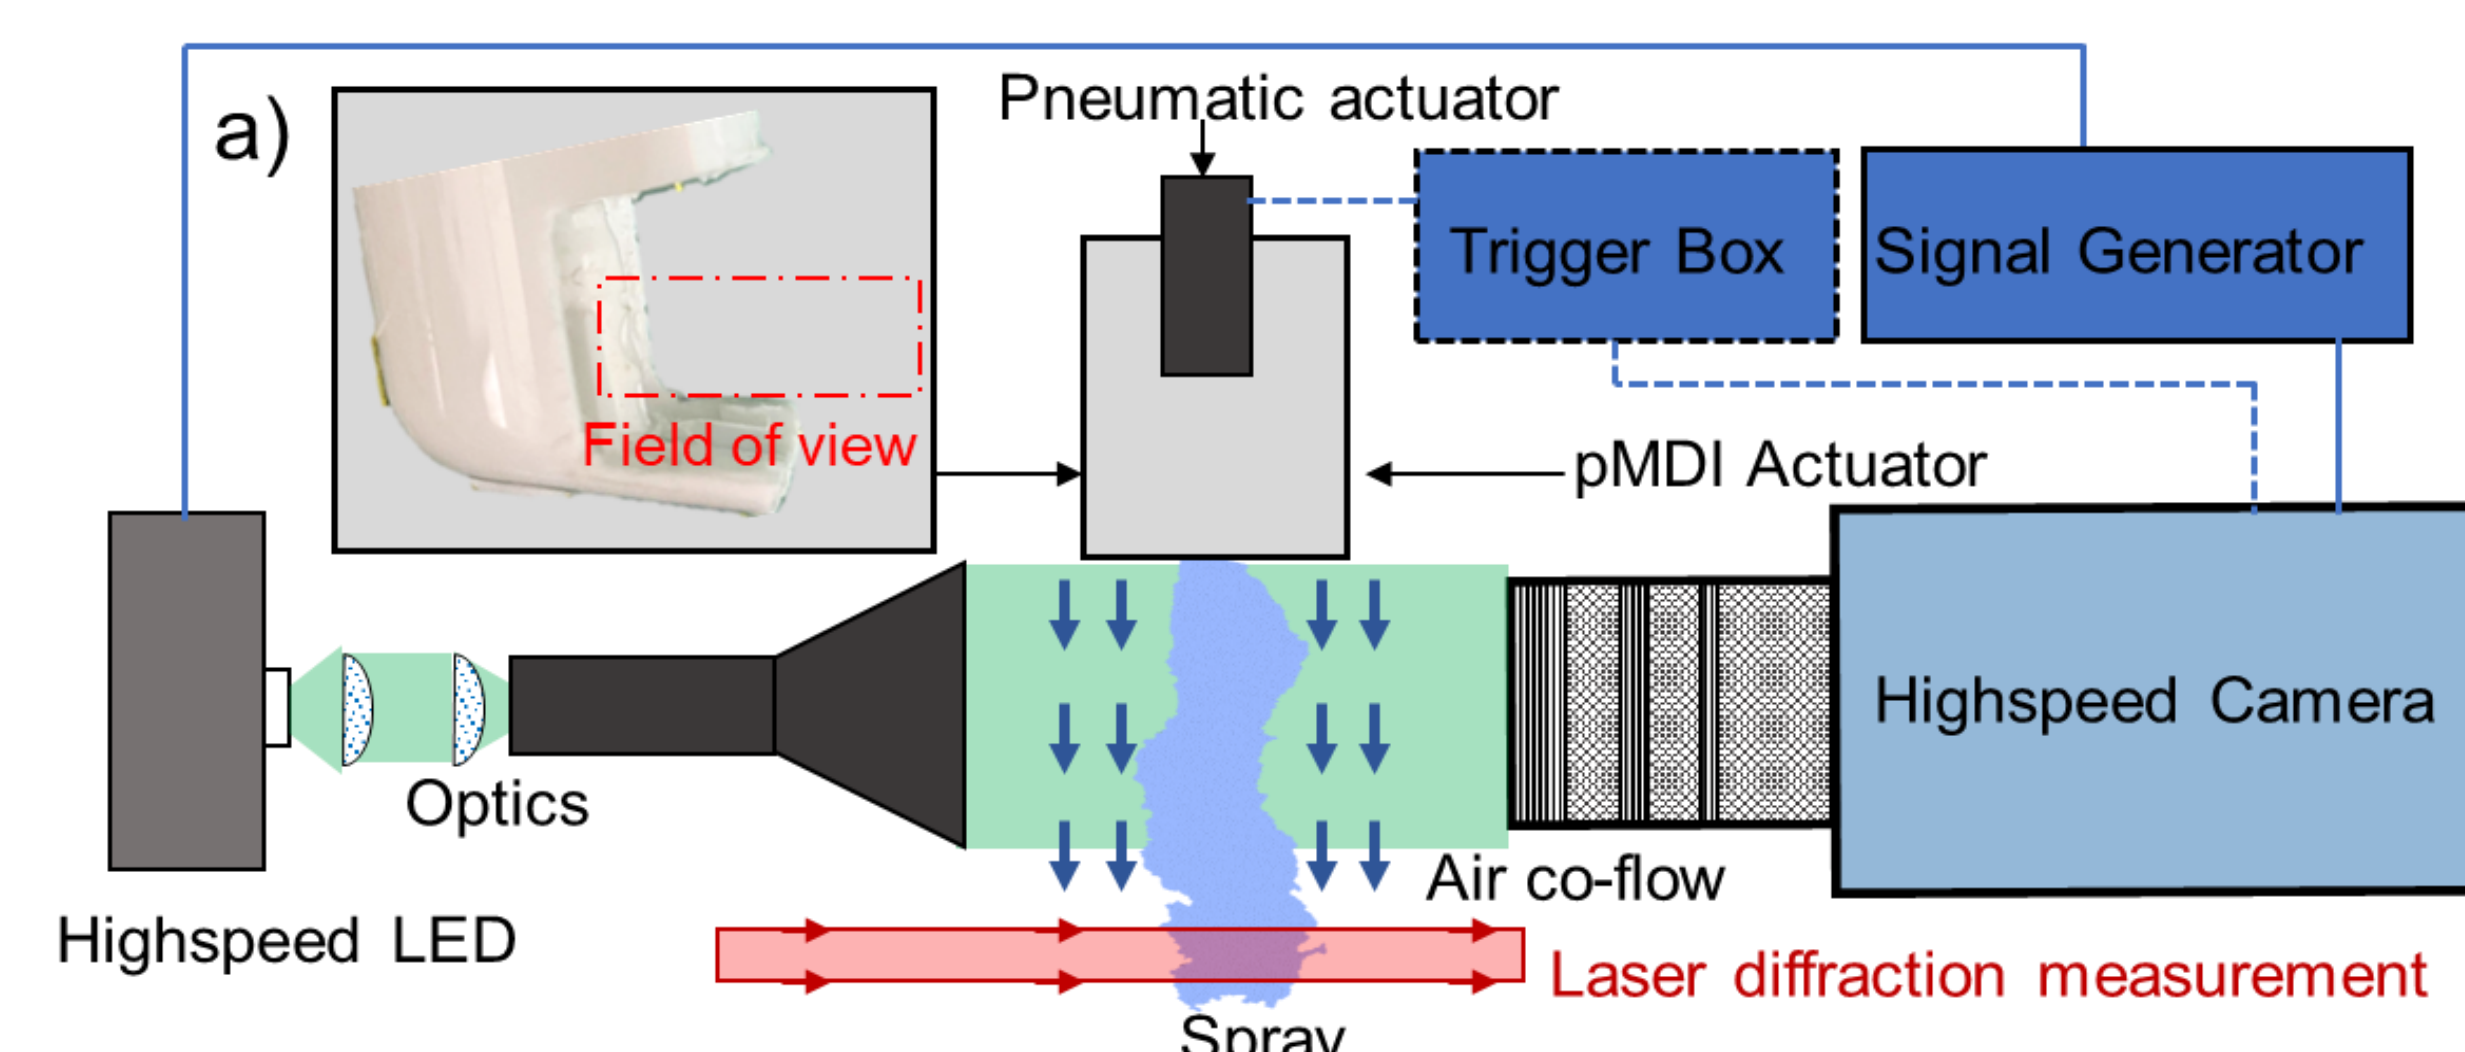 a)
Pneumatic actuator
Trigger Box
Signal Generator
Field of view
pMDI Actuator
Optics
Highspeed Camera
Air co-flow
Highspeed LED
Laser diffraction measurement
Spray